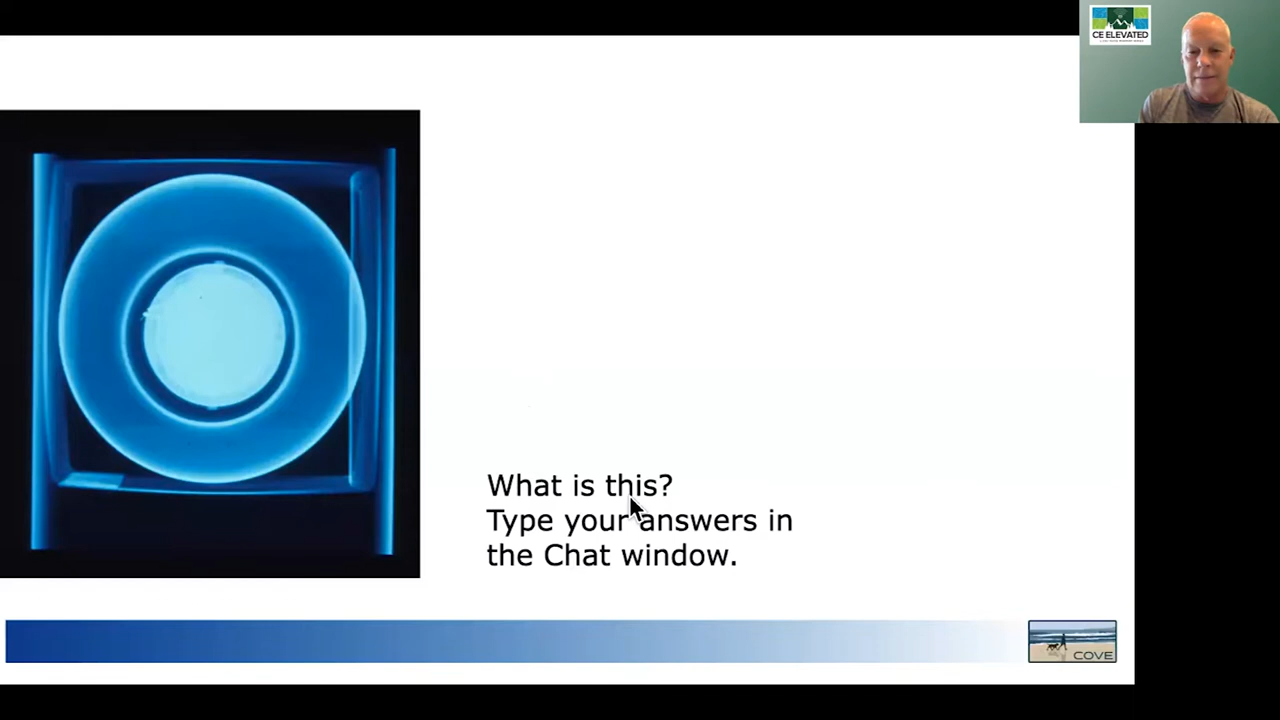 CE ELEVATED
What is this?
Type your answers in
the Chat window.
COVE